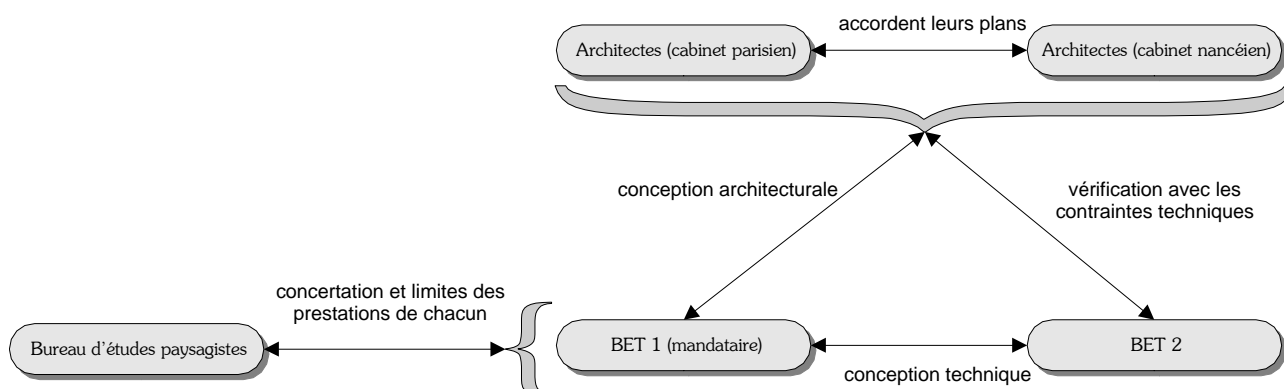 accordent leurs plans
Architectes (cabinet parisien)
Architectes (cabinet nancéien)
conception architecturale
vérification avec les
contraintes techniques
concertation et limites des
prestations de chacun
Bureau d'études paysagistes
BET 1 (mandataire)
BET 2
conception technique